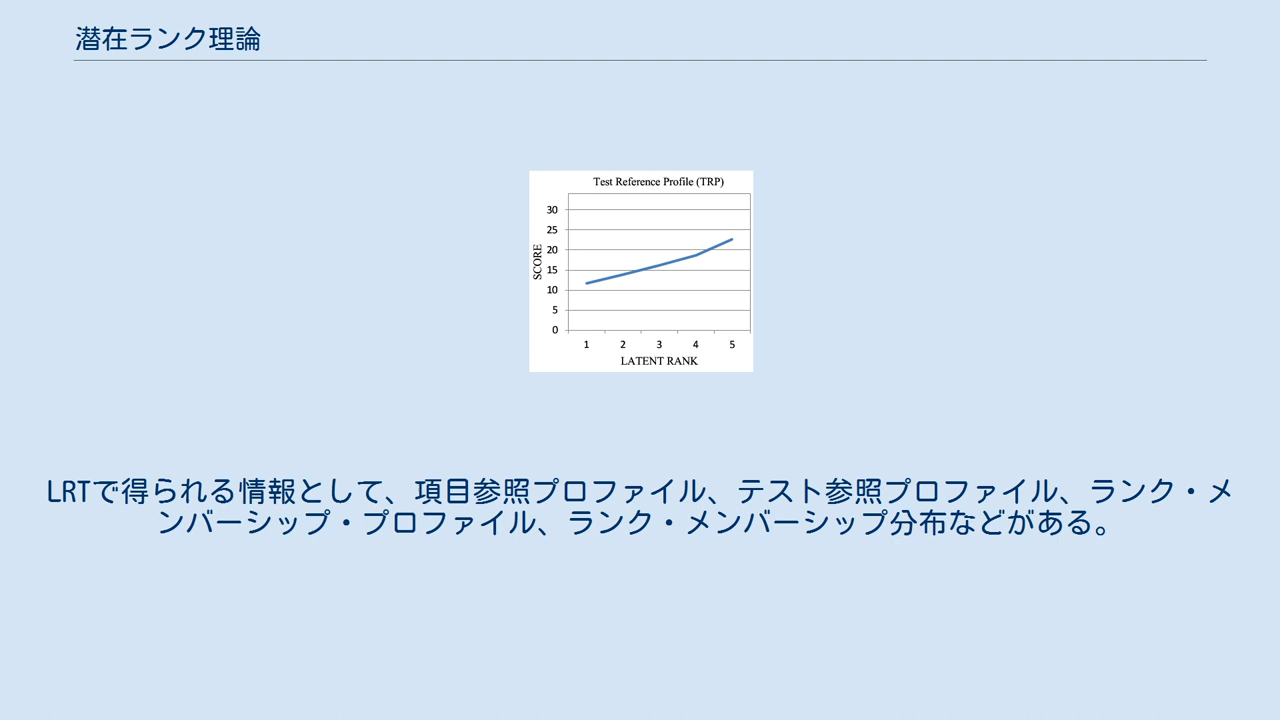 潜在ランク理論
Test Reference Profile (TRP)
30
25
20
15
10
5
0
SCORE
1 2 3 4 5
LATENT RANK
LRTで得られる情報として、項目参照プロファイル、テスト参照プロファイル、ランク・メ
ンバーシップ・プロファイル、ランク・メンバーシップ分布などがある。